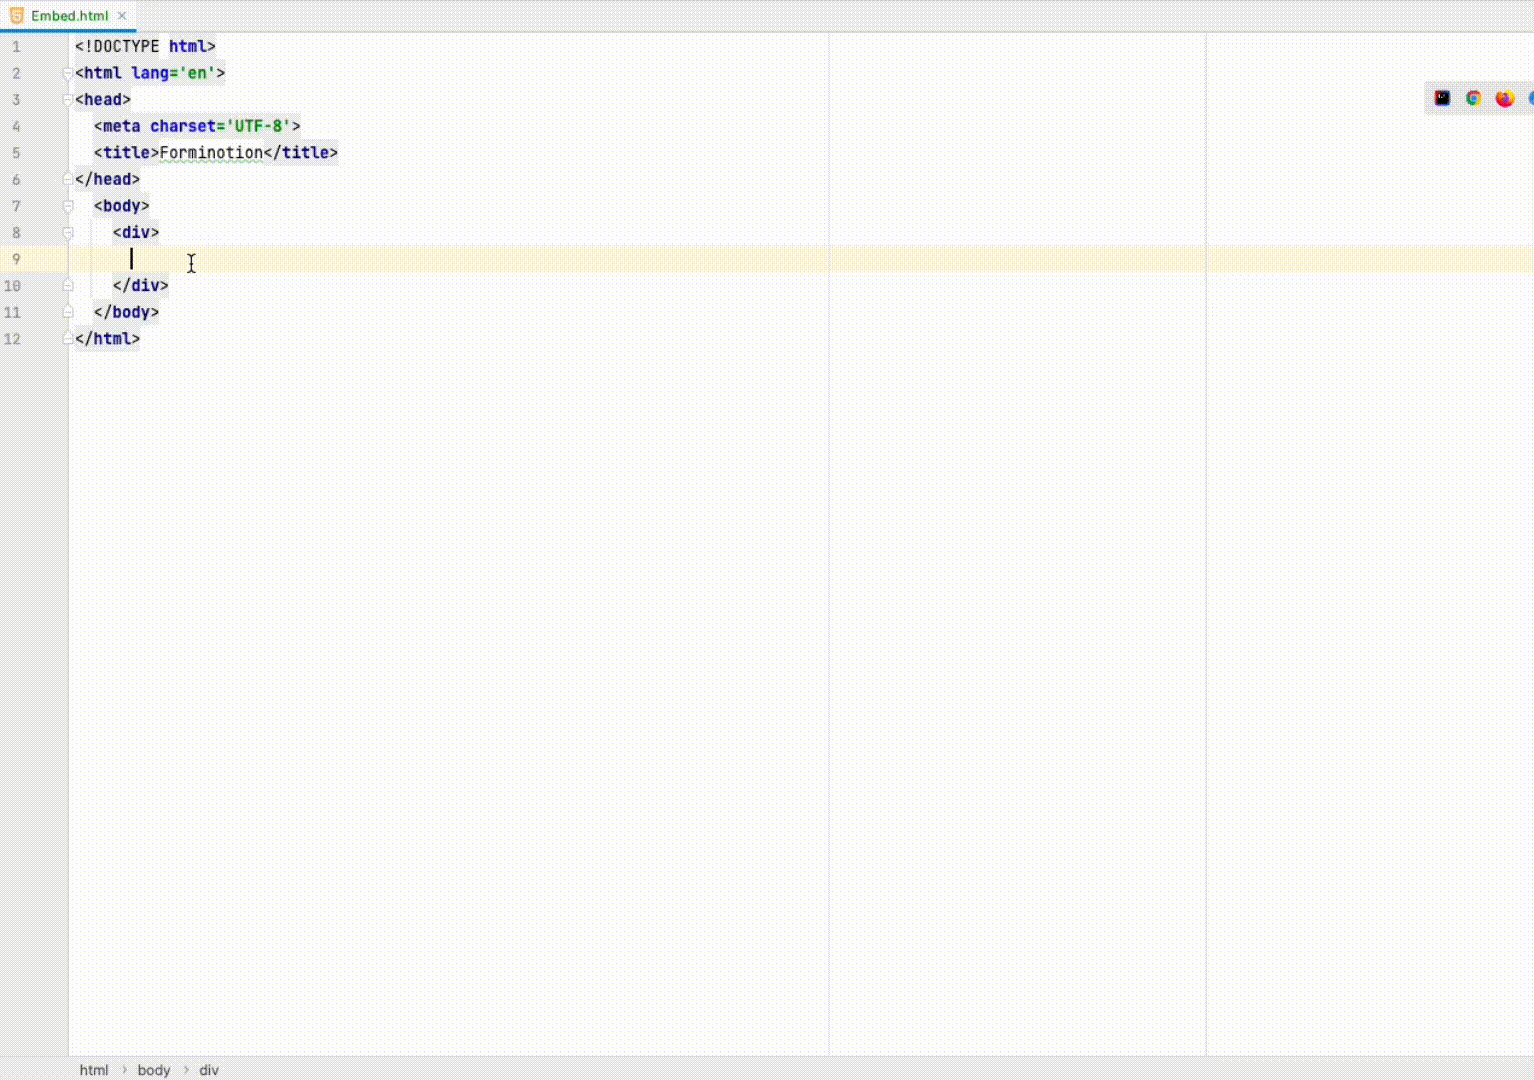 Embed.html
1 <!DOCTYPE html>
2 <html lang='en'>
3 <head>
4   <meta charset='UTF-8'>
5   <title>Forminotion</title>
6 </head>
7   <body>
8     <div>
9
10     </div>
11   </body>
12 </html>
html › body › div